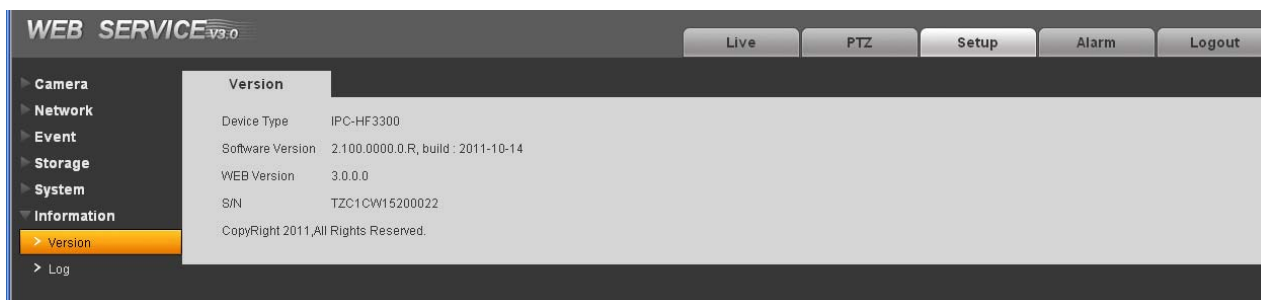 WEB SERVICE V3.0
Live PTZ Setup Alarm Logout
Camera
Network
Event
Storage
System
Information
Version
Log
Version
Device Type IPC-HF3300
Software Version 2.100.0000.0.R, build : 2011-10-14
WEB Version 3.0.0.0
S/N TZC1CW15200022
CopyRight 2011,All Rights Reserved.